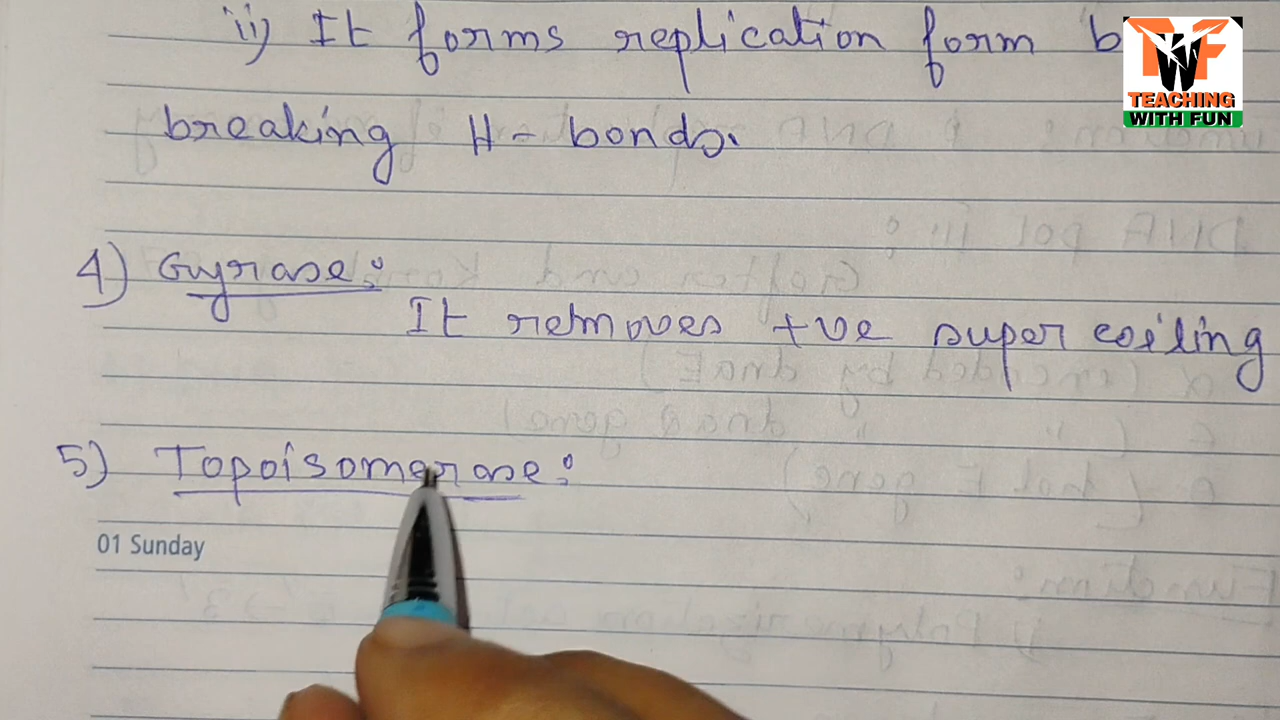 ii) It forms replication form b
breaking H-bonds.
4) Gyrase:
It removes +ve super coiling
5) Topoisomerase:
01 Sunday
TWF
TEACHING
WITH FUN